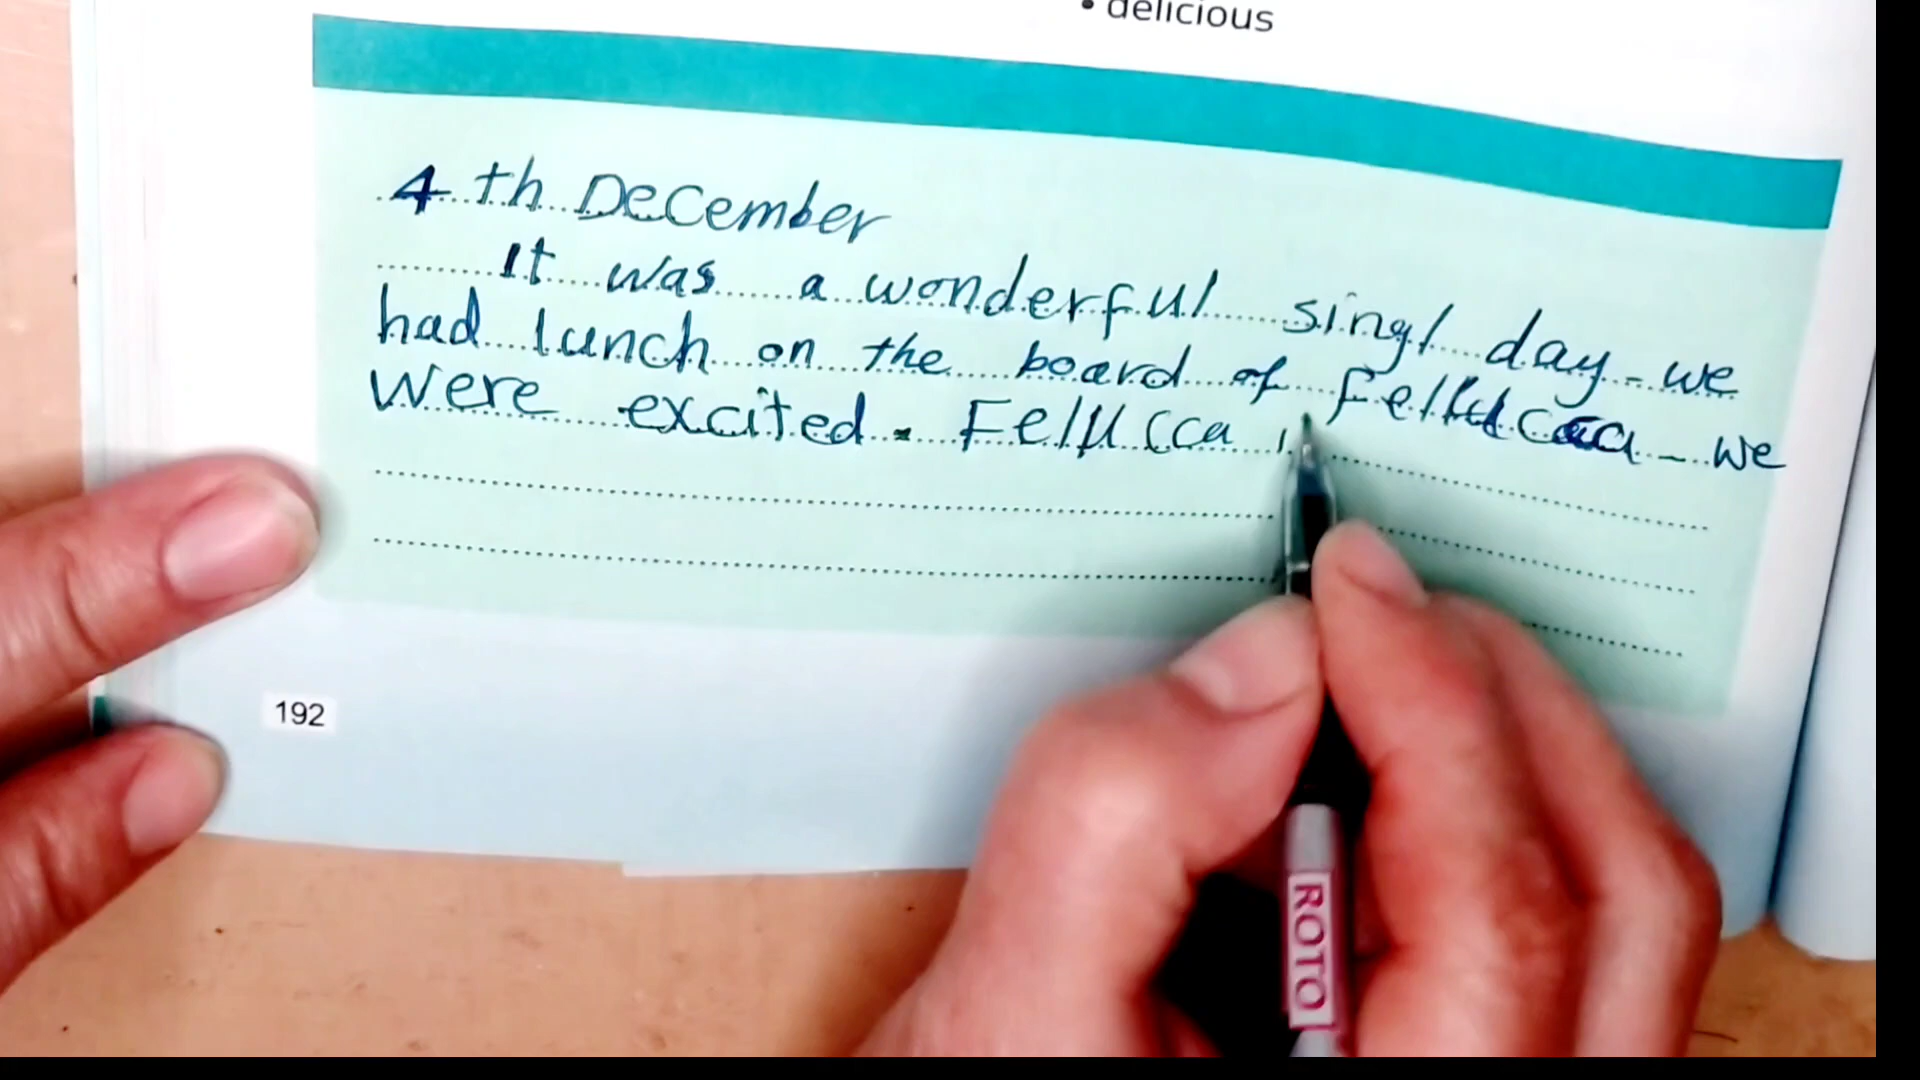 • delicious
4 th December
It was a wonderful singl day - we
had lunch on the board of Fellucca - we
were excited . Felucca
192
ROTO